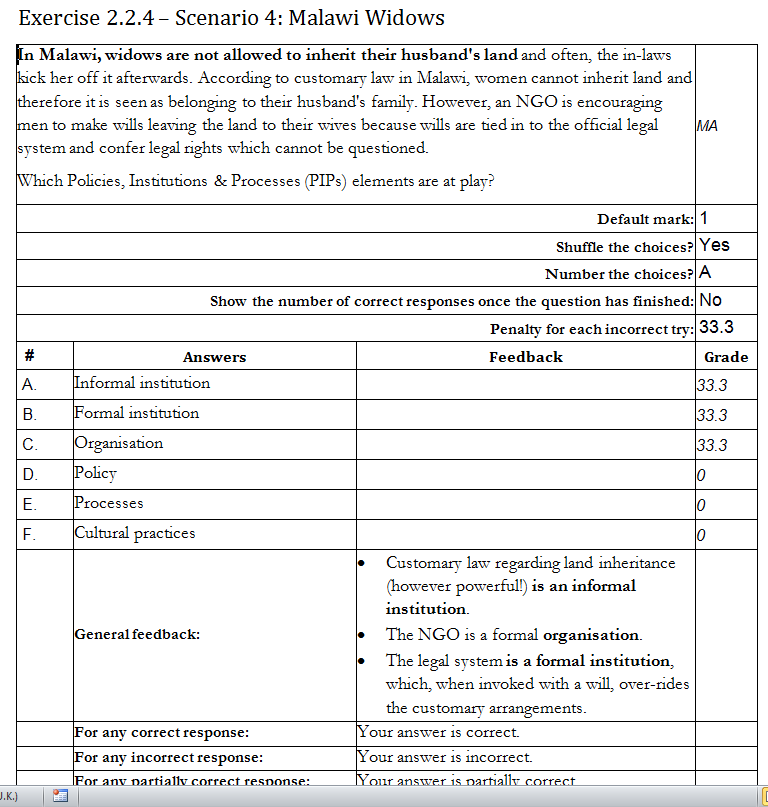 Exercise 2.2.4 – Scenario 4: Malawi Widows
In Malawi, widows are not allowed to inherit their husband's land and often, the in-laws
kick her off it afterwards. According to customary law in Malawi, women cannot inherit land and
therefore it is seen as belonging to their husband's family. However, an NGO is encouraging
men to make wills leaving the land to their wives because wills are tied in to the official legal
system and confer legal rights which cannot be questioned.
MA
Which Policies, Institutions & Processes (PIPs) elements are at play?
Default mark: 1
Shuffle the choices? Yes
Number the choices? A
Show the number of correct responses once the question has finished: No
Penalty for each incorrect try: 33.3
# Answers Feedback Grade
A. Informal institution 33.3
B. Formal institution 33.3
C. Organisation 33.3
D. Policy 0
E. Processes 0
F. Cultural practices 0
General feedback:
• Customary law regarding land inheritance
(however powerful!) is an informal
institution.
• The NGO is a formal organisation.
• The legal system is a formal institution,
which, when invoked with a will, over-rides
the customary arrangements.
For any correct response: Your answer is correct.
For any incorrect response: Your answer is incorrect.
For any partially correct response: Your answer is partially correct
J.K.)